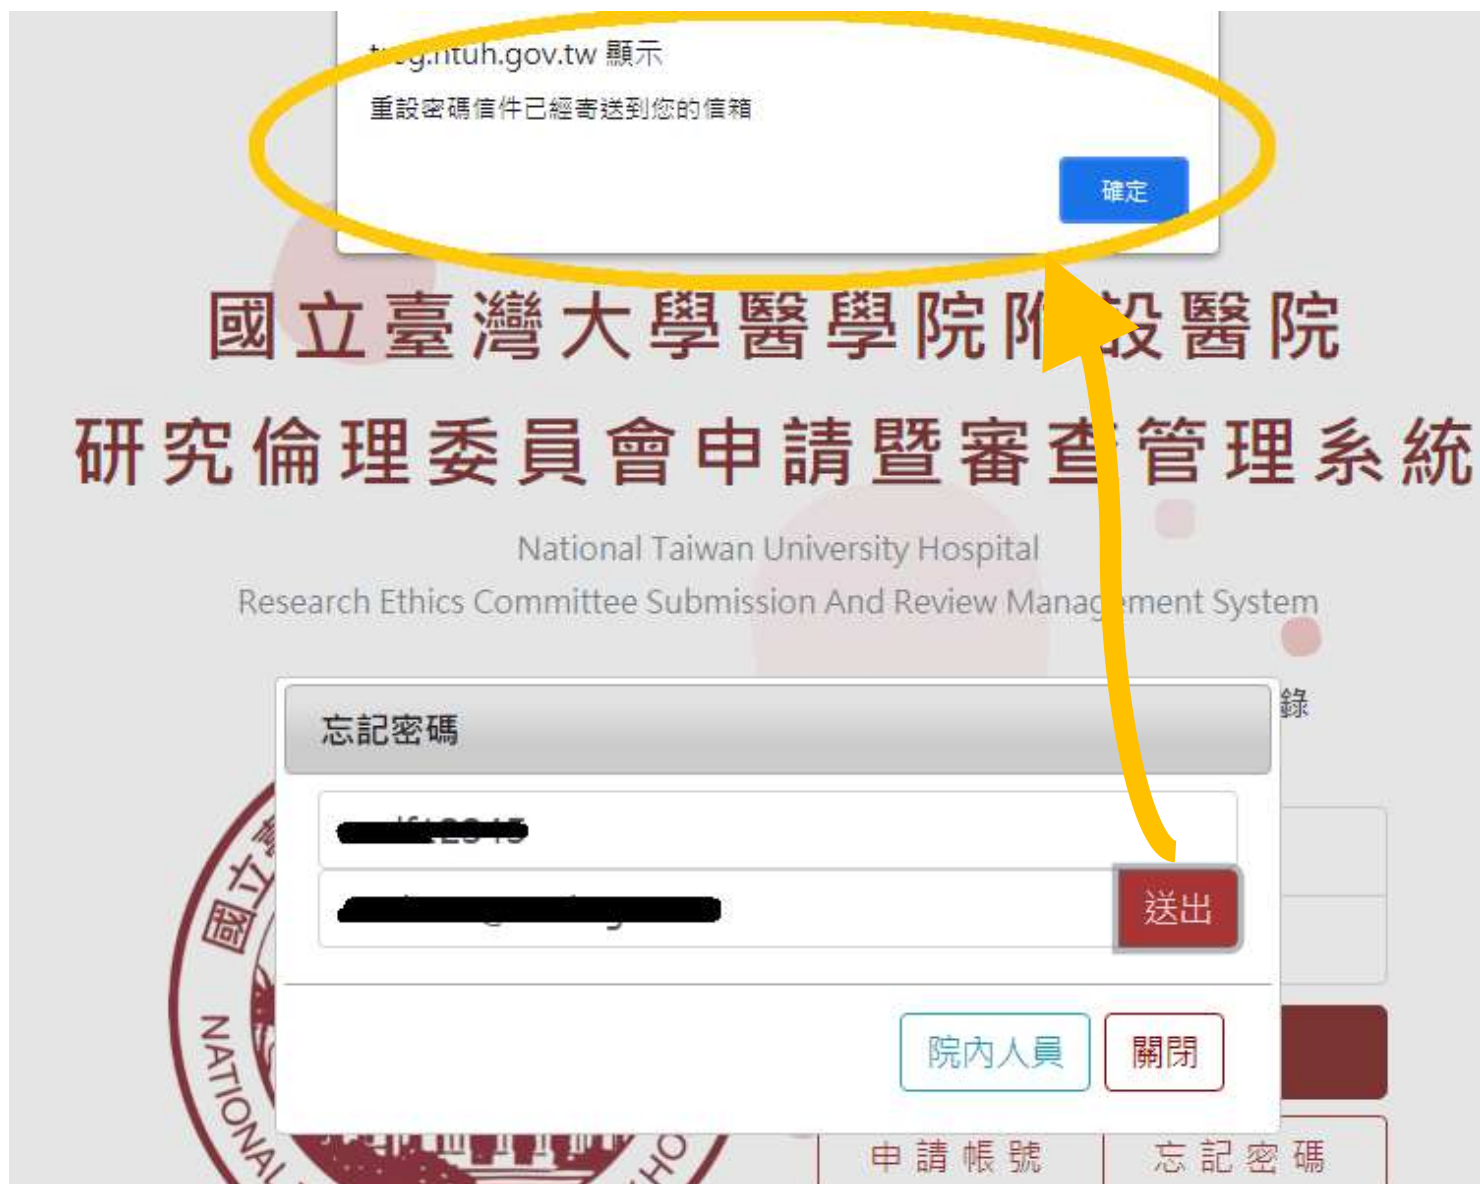 ntuh.gov.tw 顯示
重設密碼信件已經寄送到您的信箱
確定
國立臺灣大學醫學院附設醫院
研究倫理委員會申請暨審查管理系統
National Taiwan University Hospital
Research Ethics Committee Submission And Review Management System
錄
忘記密碼
送出
院內人員 關閉
國立臺
NATIONAL
HO
申請帳號 忘記密碼